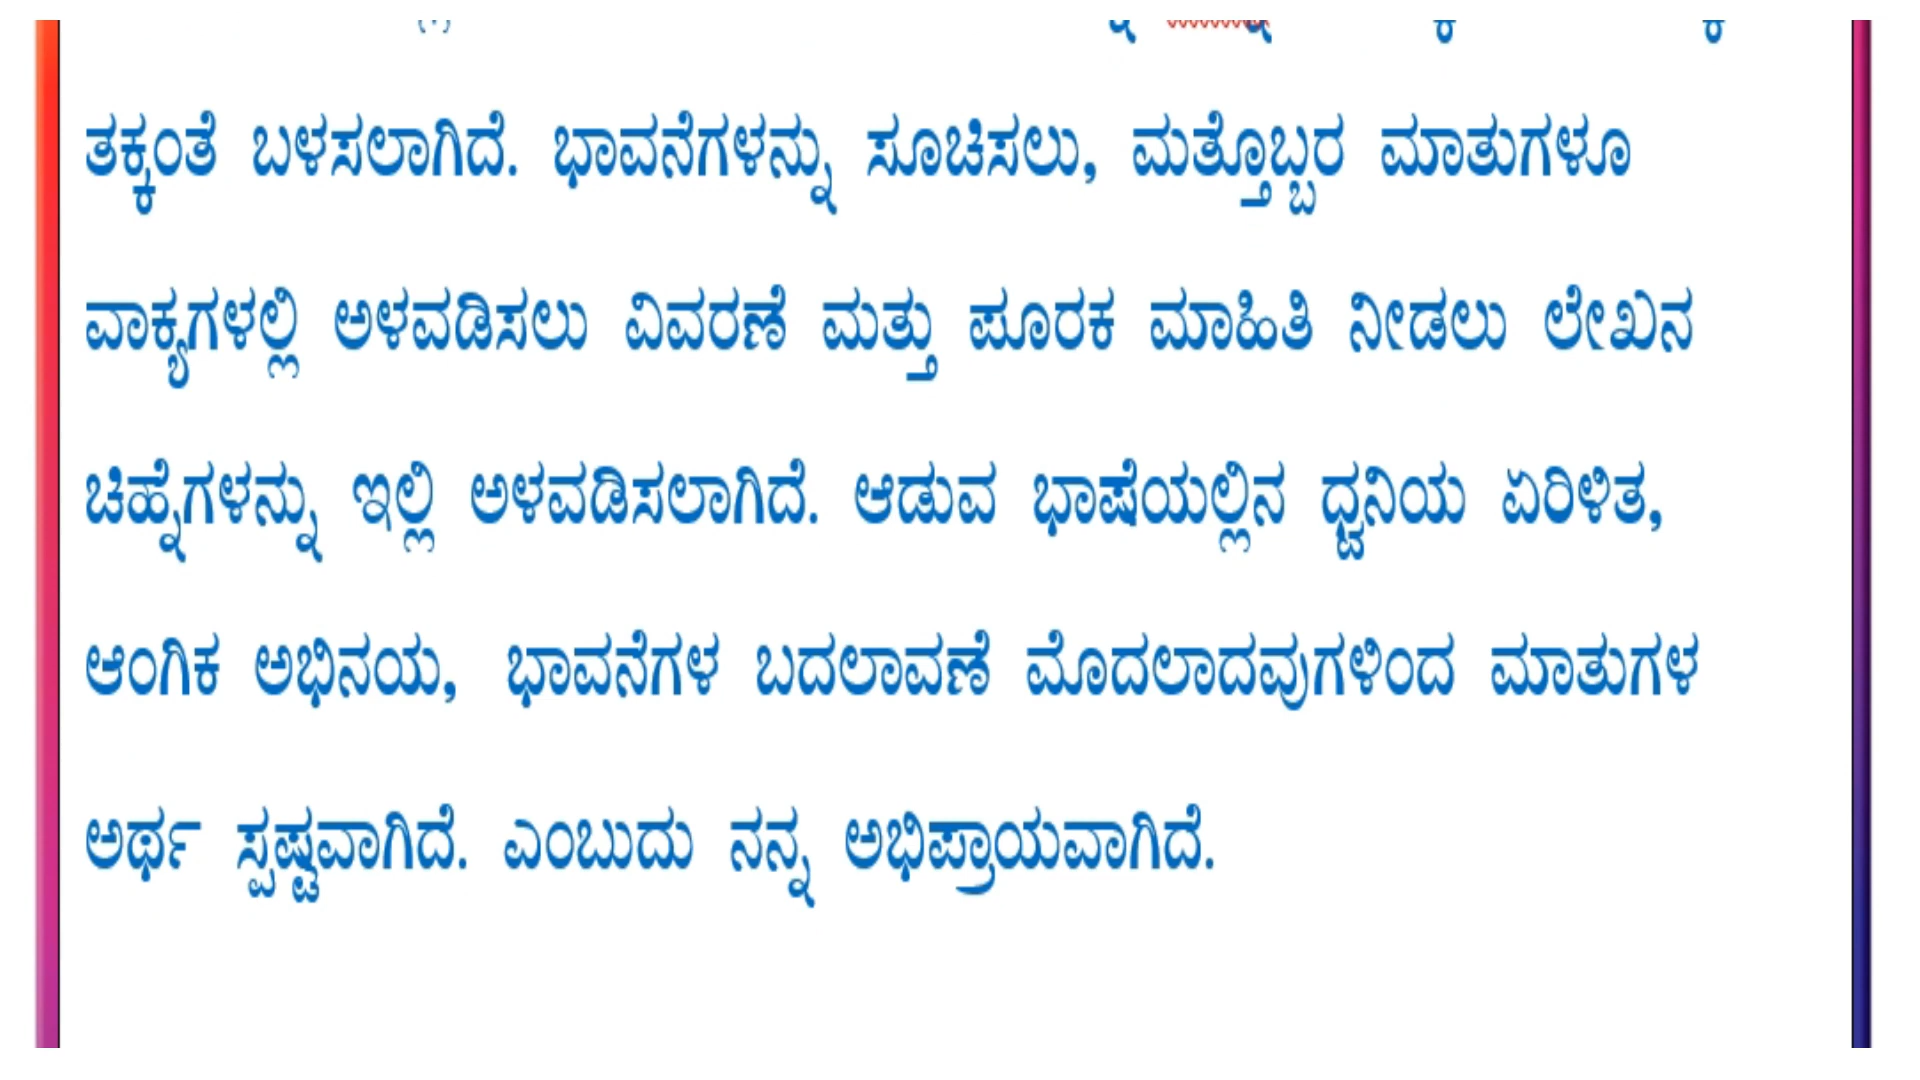 ತಕ್ಕಂತೆ ಬಳಸಲಾಗಿದೆ. ಭಾವನೆಗಳನ್ನು ಸೂಚಿಸಲು, ಮತ್ತೊಬ್ಬರ ಮಾತುಗಳೂ
ವಾಕ್ಯಗಳಲ್ಲಿ ಅಳವಡಿಸಲು ವಿವರಣೆ ಮತ್ತು ಪೂರಕ ಮಾಹಿತಿ ನೀಡಲು ಲೇಖನ
ಚಿಹ್ನೆಗಳನ್ನು ಇಲ್ಲಿ ಅಳವಡಿಸಲಾಗಿದೆ. ಆಡುವ ಭಾಷೆಯಲ್ಲಿನ ಧ್ವನಿಯ ಏರಿಳಿತ,
ಆಂಗಿಕ ಅಭಿನಯ, ಭಾವನೆಗಳ ಬದಲಾವಣೆ ಮೊದಲಾದವುಗಳಿಂದ ಮಾತುಗಳ
ಅರ್ಥ ಸ್ಪಷ್ಟವಾಗಿದೆ. ಎಂಬುದು ನನ್ನ ಅಭಿಪ್ರಾಯವಾಗಿದೆ.